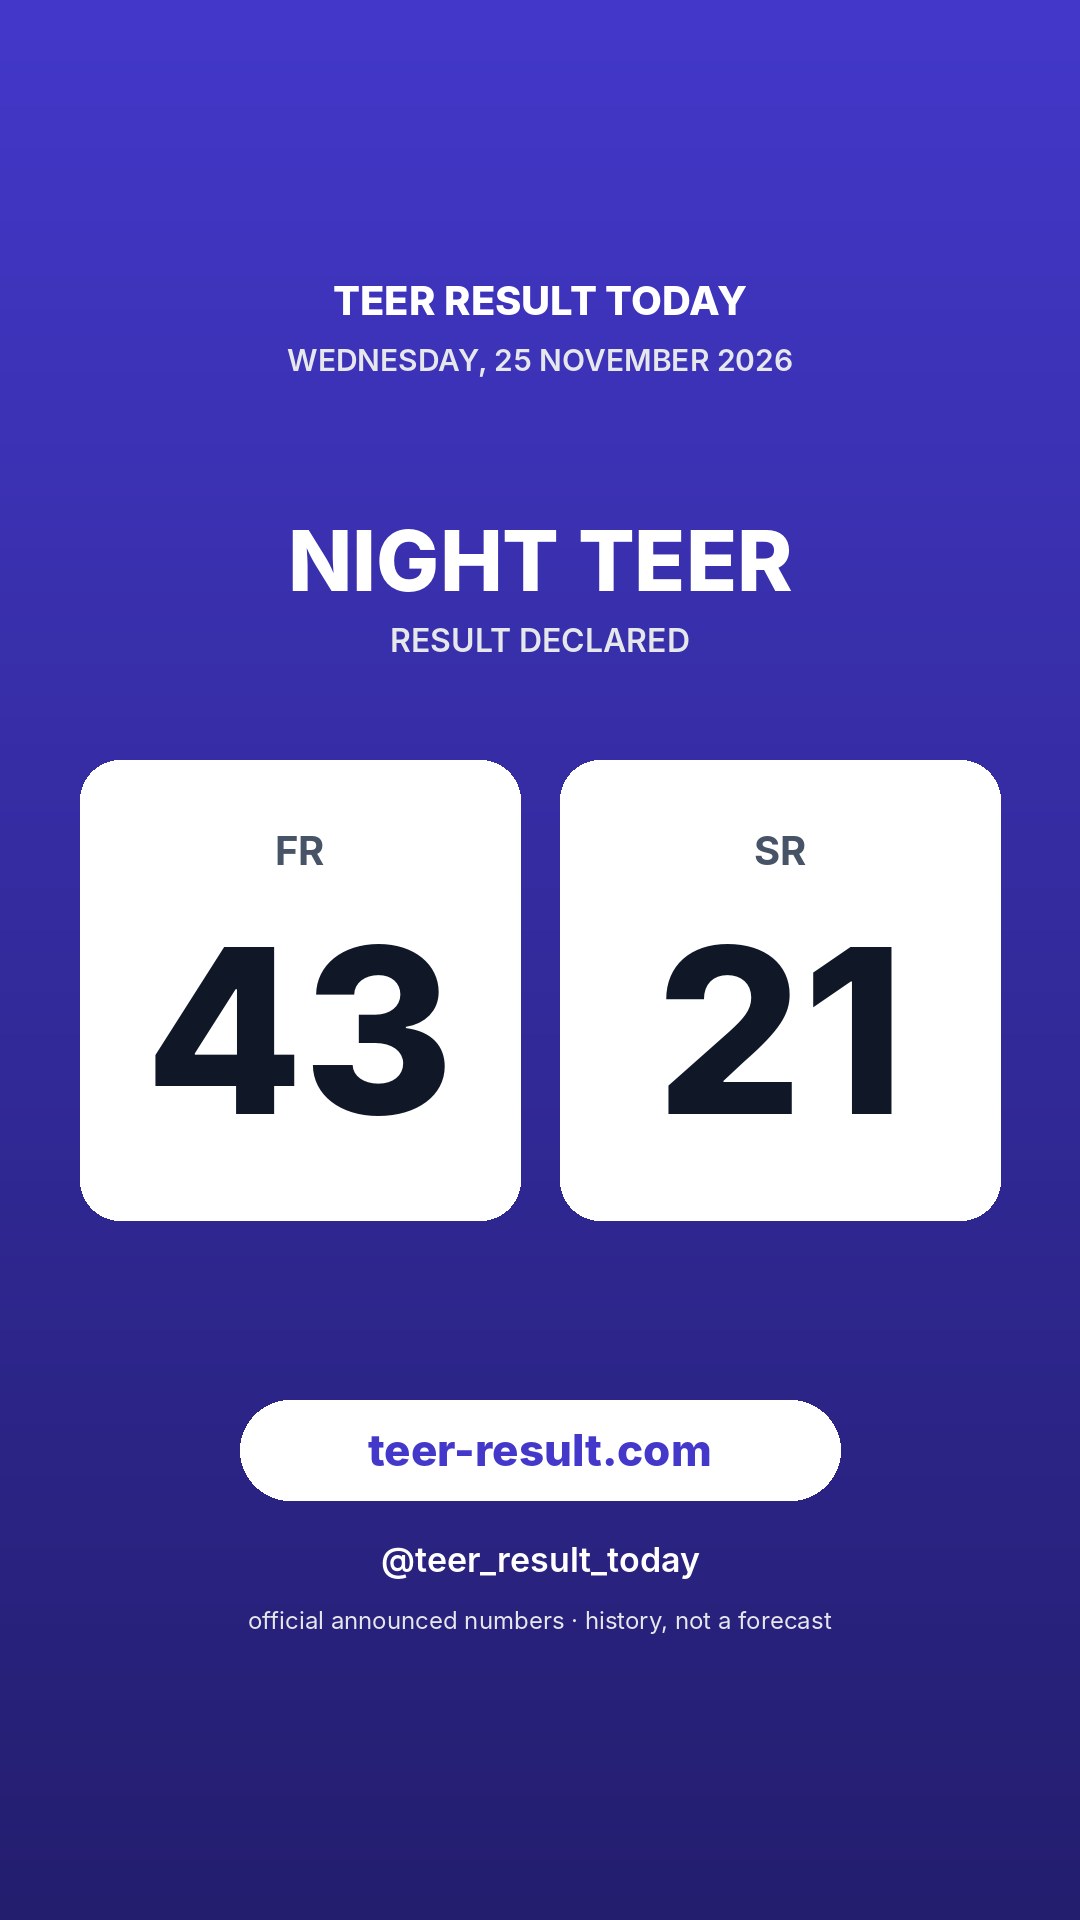 TEER RESULT TODAY
WEDNESDAY, 25 NOVEMBER 2026
NIGHT TEER
RESULT DECLARED
FR
43
SR
21
teer-result.com
@teer_result_today
official announced numbers · history, not a forecast